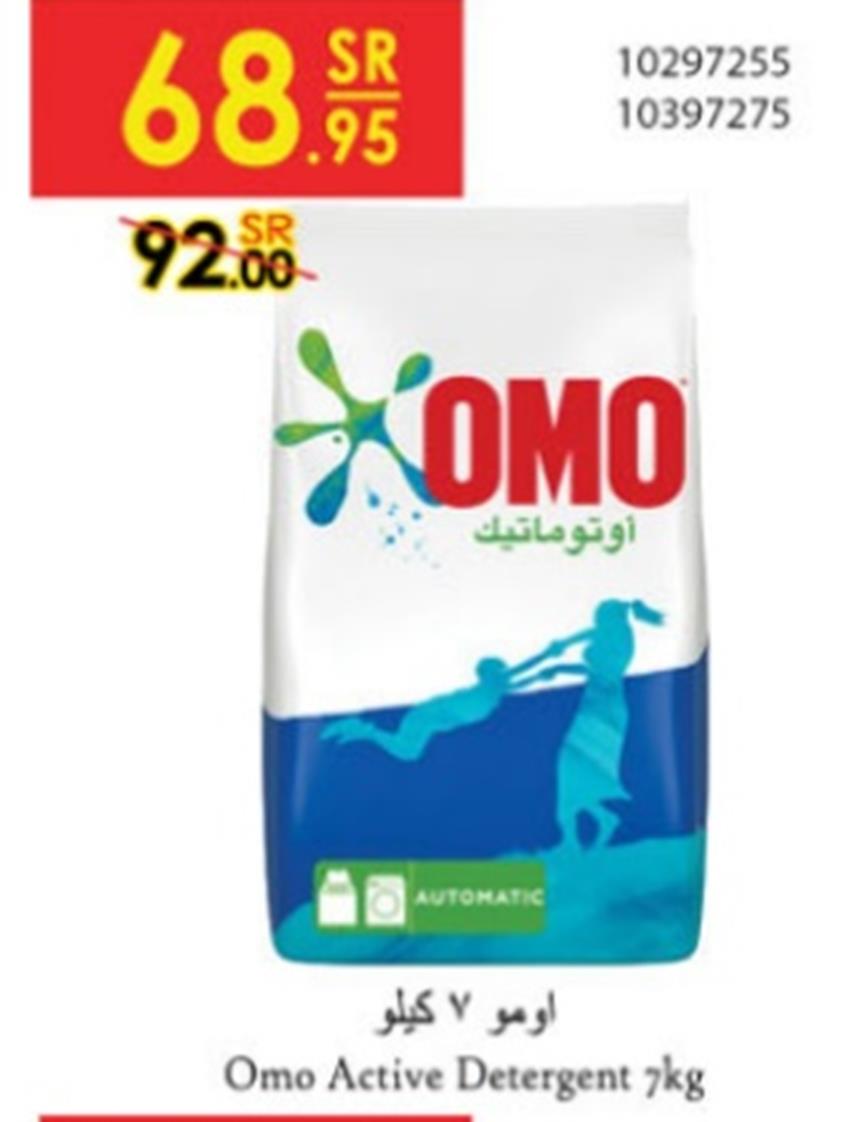 68.95 SR
10297255
10397275
92.00 SR
OMO
أوتوماتيك
AUTOMATIC
اومو ٧ كيلو
Omo Active Detergent 7kg